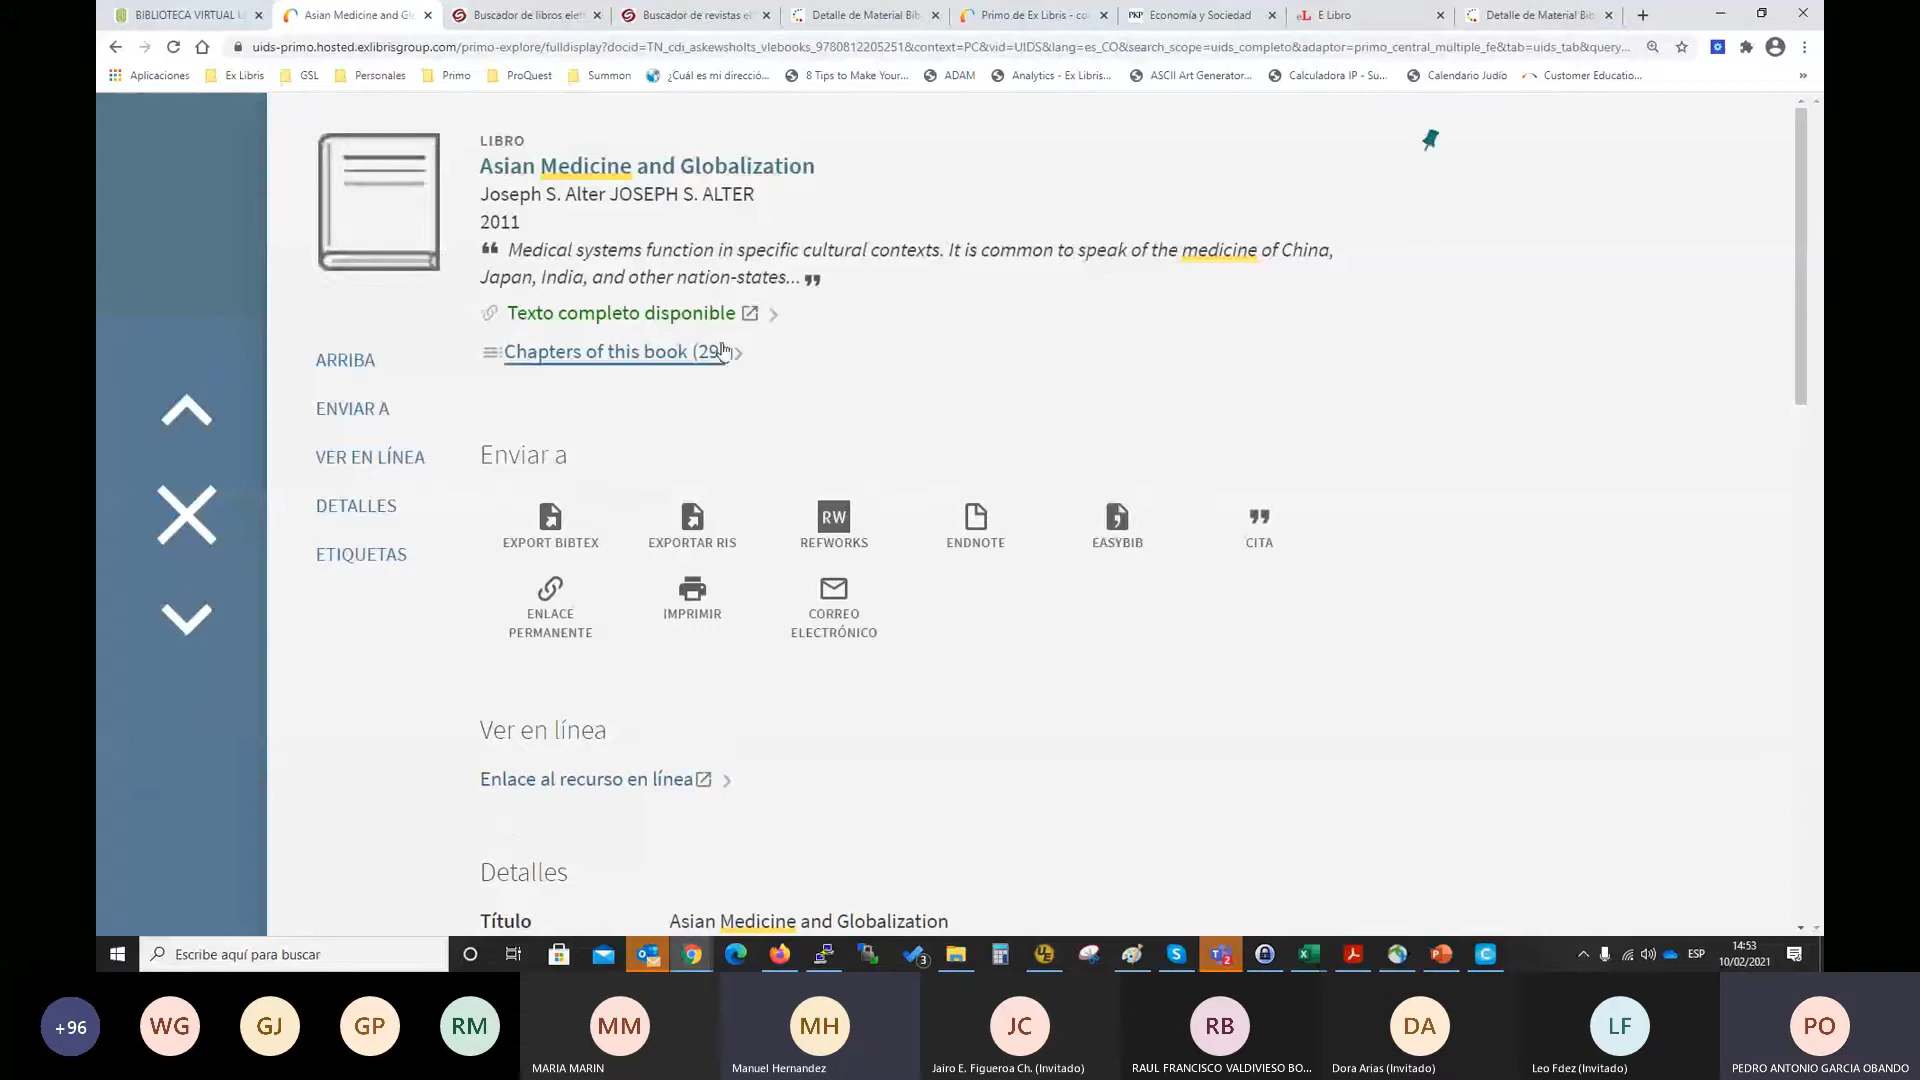 BIBLIOTECA VIRTUAL U
Asian Medicine and Gl
Buscador de libros elet
Buscador de revistas el
Detalle de Material Bib
Primo de Ex Libris - co
PKP Economía y Sociedad
eL E Libro
Detalle de Material Bib
uids-primo.hosted.exlibrisgroup.com/primo-explore/fulldisplay?docid=TN_cdi_askewsholts_vlebooks_9780812205251&context=PC&vid=UIDS&lang=es_CO&search_scope=uids_completo&adaptor=primo_central_multiple_fe&tab=uids_tab&query...
Aplicaciones
Ex Libris
GSL
Personales
Primo
ProQuest
Summon
¿Cuál es mi direcció...
8 Tips to Make Your...
ADAM
Analytics - Ex Libris...
ASCII Art Generator...
Calculadora IP - Su...
Calendario Judío
Customer Educatio...
»
LIBRO
Asian Medicine and Globalization
Joseph S. Alter JOSEPH S. ALTER
2011
❝ Medical systems function in specific cultural contexts. It is common to speak of the medicine of China,
Japan, India, and other nation-states... ❞
Texto completo disponible
Chapters of this book (29)
ARRIBA
ENVIAR A
VER EN LÍNEA
DETALLES
ETIQUETAS
Enviar a
EXPORT BIBTEX
EXPORTAR RIS
RW
REFWORKS
ENDNOTE
EASYBIB
CITA
ENLACE
PERMANENTE
IMPRIMIR
CORREO
ELECTRÓNICO
Ver en línea
Enlace al recurso en línea
Detalles
Título
Asian Medicine and Globalization
Escribe aquí para buscar
3
2
ESP
14:53
10/02/2021
+96
WG
GJ
GP
RM
MM
MARIA MARIN
MH
Manuel Hernandez
JC
Jairo E. Figueroa Ch. (Invitado)
RB
RAUL FRANCISCO VALDIVIESO BO...
DA
Dora Arias (Invitado)
LF
Leo Fdez (Invitado)
PO
PEDRO ANTONIO GARCIA OBANDO